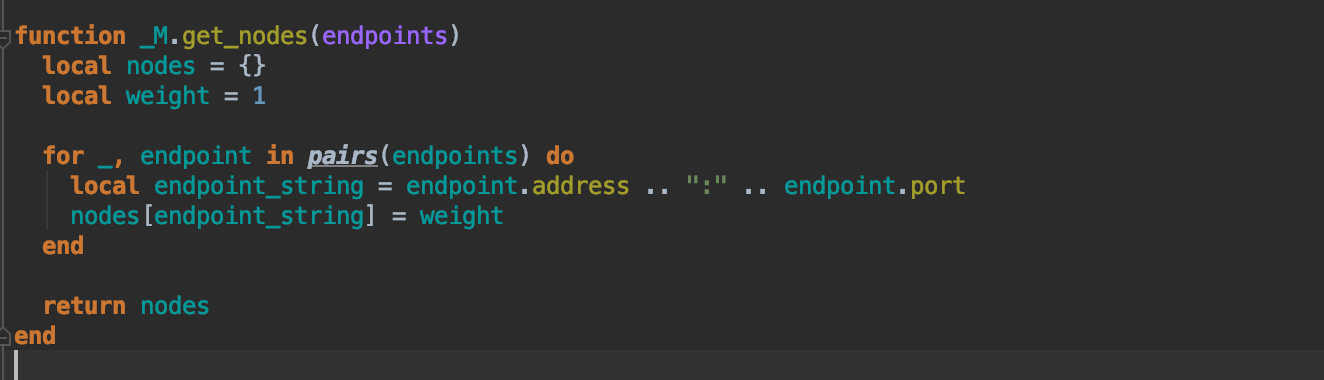 function _M.get_nodes(endpoints)
  local nodes = {}
  local weight = 1
  for _, endpoint in pairs(endpoints) do
    local endpoint_string = endpoint.address .. ":" .. endpoint.port
    nodes[endpoint_string] = weight
  end
  return nodes
end